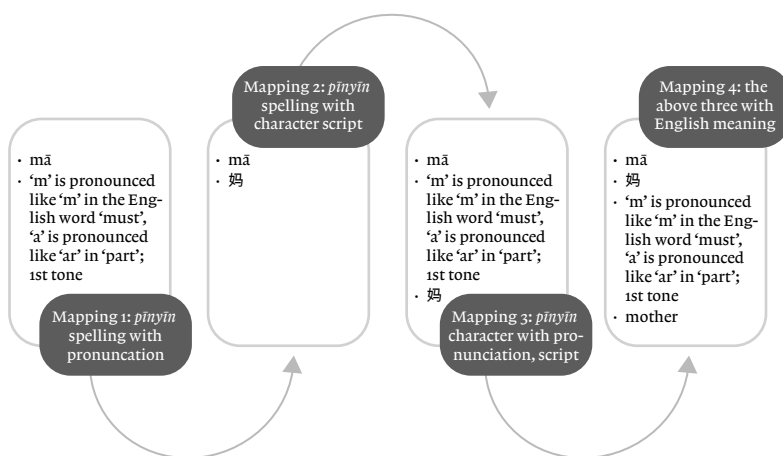 Mapping 2: pīnyīn
spelling with
character script
Mapping 4: the
above three with
English meaning
· mā
· ‘m’ is pronounced
like ‘m’ in the Eng-
lish word ‘must’,
‘a’ is pronounced
like ‘ar’ in ‘part’;
1st tone
Mapping 1: pīnyīn
spelling with
pronuncation
· mā
· 妈
· mā
· ‘m’ is pronounced
like ‘m’ in the Eng-
lish word ‘must’,
‘a’ is pronounced
like ‘ar’ in ‘part’;
1st tone
· 妈
Mapping 3: pīnyīn
character with pro-
nunciation, script
· mā
· 妈
· ‘m’ is pronounced
like ‘m’ in the Eng-
lish word ‘must’,
‘a’ is pronounced
like ‘ar’ in ‘part’;
1st tone
· mother